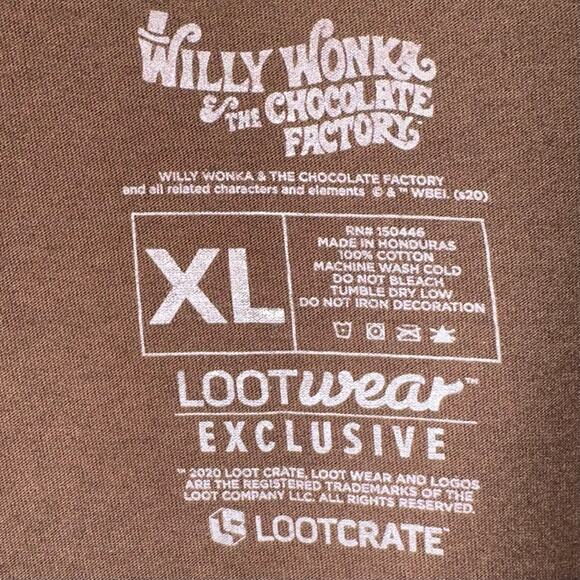 WILLY WONKA
& THE CHOCOLATE
FACTORY™
WILLY WONKA & THE CHOCOLATE FACTORY
and all related characters and elements © & ™ WBEI. (s20)
XL
RN# 150446
MADE IN HONDURAS
100% COTTON
MACHINE WASH COLD
DO NOT BLEACH
TUMBLE DRY LOW
DO NOT IRON DECORATION
LOOTwear™
EXCLUSIVE
™ 2020 LOOT CRATE, LOOT WEAR AND LOGOS
ARE THE REGISTERED TRADEMARKS OF THE
LOOT COMPANY LLC. ALL RIGHTS RESERVED.
LOOTCRATE™